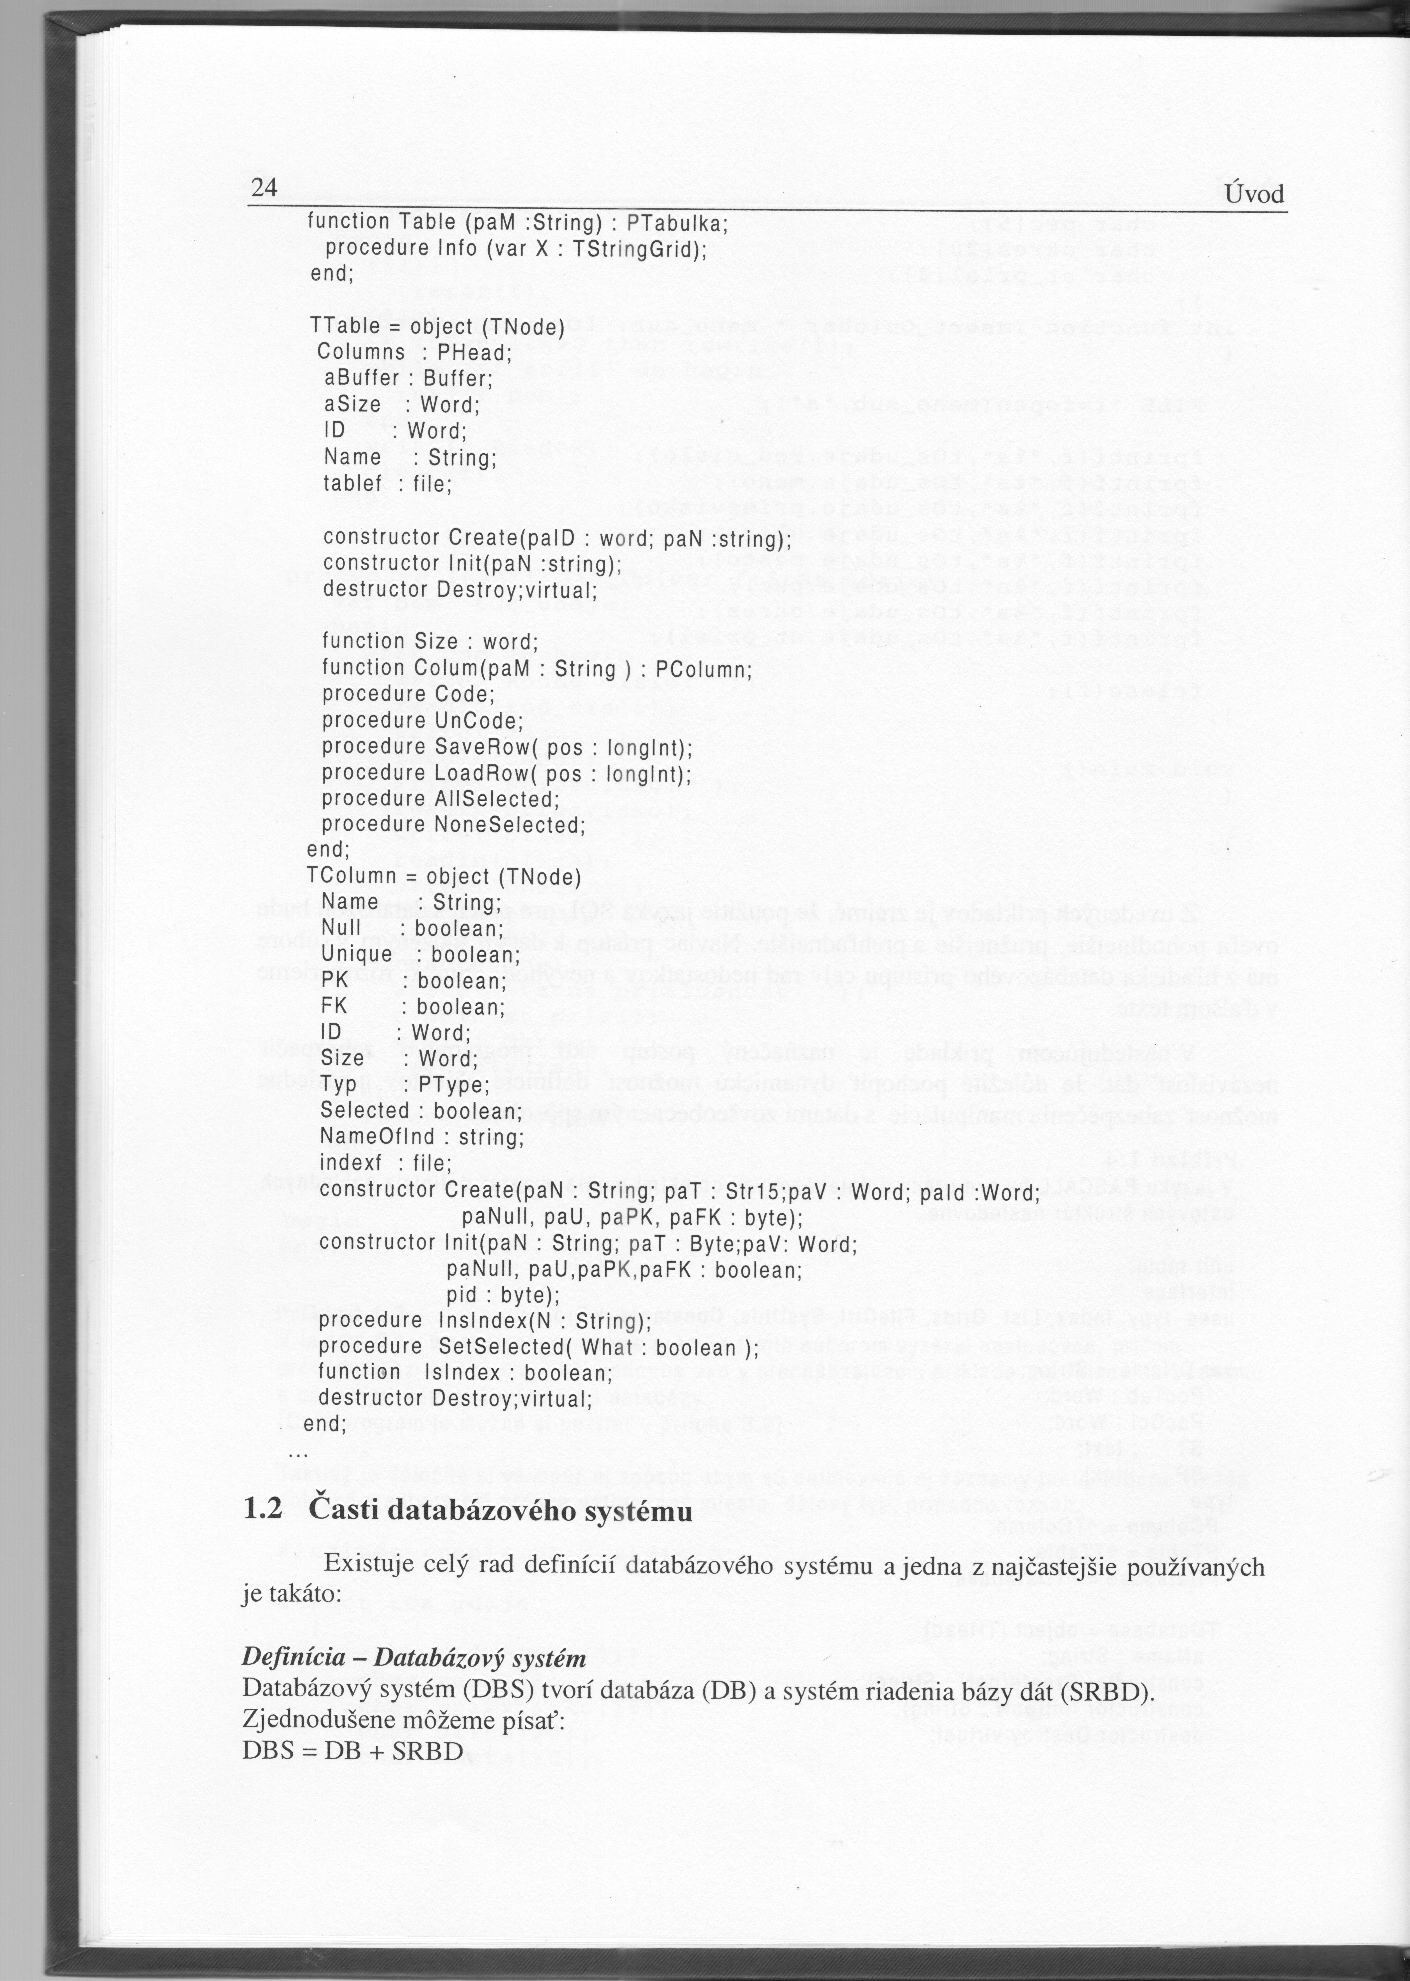 24
Úvod
function Table (paM :String) : PTabulka;
procedure Info (var X : TStringGrid);
end;
TTable = object (TNode)
Columns : PHead;
aBuffer : Buffer;
aSize : Word;
ID : Word;
Name : String;
tablef : file;
constructor Create(paID : word; paN :string);
constructor Init(paN :string);
destructor Destroy;virtual;
function Size : word;
function Colum(paM : String ) : PColumn;
procedure Code;
procedure UnCode;
procedure SaveRow( pos : longInt);
procedure LoadRow( pos : longInt);
procedure AllSelected;
procedure NoneSelected;
end;
TColumn = object (TNode)
Name : String;
Null : boolean;
Unique : boolean;
PK : boolean;
FK : boolean;
ID : Word;
Size : Word;
Typ : PType;
Selected : boolean;
NameOfInd : string;
indexf : file;
constructor Create(paN : String; paT : Str15;paV : Word; paId :Word;
paNull, paU, paPK, paFK : byte);
constructor Init(paN : String; paT : Byte;paV: Word;
paNull, paU,paPK,paFK : boolean;
pid : byte);
procedure InsIndex(N : String);
procedure SetSelected( What : boolean );
function IsIndex : boolean;
destructor Destroy;virtual;
end;
...
1.2 Časti databázového systému
Existuje celý rad definícií databázového systému a jedna z najčastejšie používaných
je takáto:
Definícia – Databázový systém
Databázový systém (DBS) tvorí databáza (DB) a systém riadenia bázy dát (SRBD).
Zjednodušene môžeme písať:
DBS = DB + SRBD